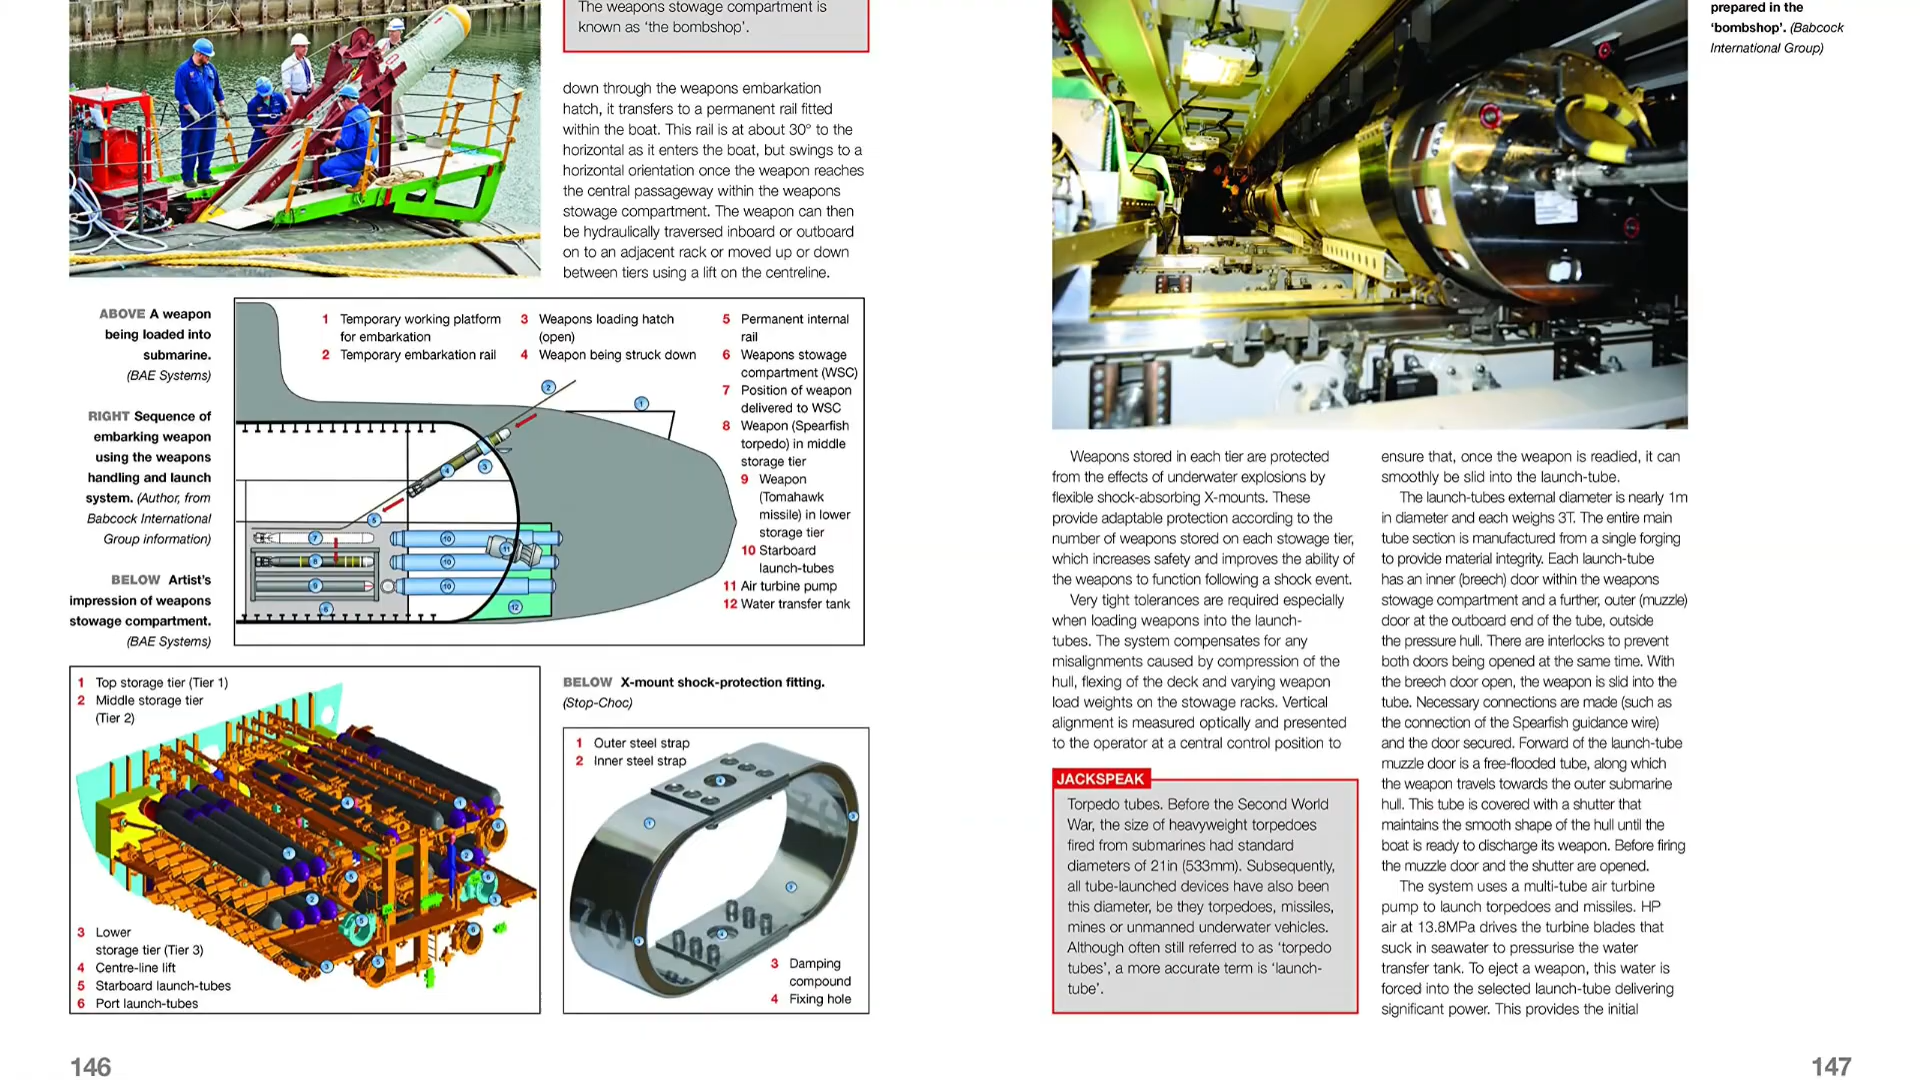 The weapons stowage compartment is
known as ‘the bombshop’.
down through the weapons embarkation
hatch, it transfers to a permanent rail fitted
within the boat. This rail is at about 30° to the
horizontal as it enters the boat, but swings to a
horizontal orientation once the weapon reaches
the central passageway within the weapons
stowage compartment. The weapon can then
be hydraulically traversed inboard or outboard
on to an adjacent rack or moved up or down
between tiers using a lift on the centreline.
ABOVE A weapon
being loaded into
submarine.
(BAE Systems)
RIGHT Sequence of
embarking weapon
using the weapons
handling and launch
system. (Author, from
Babcock International
Group information)
BELOW Artist’s
impression of weapons
stowage compartment.
(BAE Systems)
1 Temporary working platform
for embarkation
2 Temporary embarkation rail
3 Weapons loading hatch
(open)
4 Weapon being struck down
5 Permanent internal
rail
6 Weapons stowage
compartment (WSC)
7 Position of weapon
delivered to WSC
8 Weapon (Spearfish
torpedo) in middle
storage tier
9 Weapon
(Tomahawk
missile) in lower
storage tier
10 Starboard
launch-tubes
11 Air turbine pump
12 Water transfer tank
2
1
3
4
5
7
10
11
8
10
9
10
6
12
1 Top storage tier (Tier 1)
2 Middle storage tier
(Tier 2)
3 Lower
storage tier (Tier 3)
4 Centre-line lift
5 Starboard launch-tubes
6 Port launch-tubes
BELOW X-mount shock-protection fitting.
(Stop-Choc)
1 Outer steel strap
2 Inner steel strap
3 Damping
compound
4 Fixing hole
146
prepared in the
‘bombshop’. (Babcock
International Group)
Weapons stored in each tier are protected
from the effects of underwater explosions by
flexible shock-absorbing X-mounts. These
provide adaptable protection according to the
number of weapons stored on each stowage tier,
which increases safety and improves the ability of
the weapons to function following a shock event.
Very tight tolerances are required especially
when loading weapons into the launch-
tubes. The system compensates for any
misalignments caused by compression of the
hull, flexing of the deck and varying weapon
load weights on the stowage racks. Vertical
alignment is measured optically and presented
to the operator at a central control position to
JACKSPEAK
Torpedo tubes. Before the Second World
War, the size of heavyweight torpedoes
fired from submarines had standard
diameters of 21in (533mm). Subsequently,
all tube-launched devices have also been
this diameter, be they torpedoes, missiles,
mines or unmanned underwater vehicles.
Although often still referred to as ‘torpedo
tubes’, a more accurate term is ‘launch-
tube’.
ensure that, once the weapon is readied, it can
smoothly be slid into the launch-tube.
The launch-tubes external diameter is nearly 1m
in diameter and each weighs 3T. The entire main
tube section is manufactured from a single forging
to provide material integrity. Each launch-tube
has an inner (breech) door within the weapons
stowage compartment and a further, outer (muzzle)
door at the outboard end of the tube, outside
the pressure hull. There are interlocks to prevent
both doors being opened at the same time. With
the breech door open, the weapon is slid into the
tube. Necessary connections are made (such as
the connection of the Spearfish guidance wire)
and the door secured. Forward of the launch-tube
muzzle door is a free-flooded tube, along which
the weapon travels towards the outer submarine
hull. This tube is covered with a shutter that
maintains the smooth shape of the hull until the
boat is ready to discharge its weapon. Before firing
the muzzle door and the shutter are opened.
The system uses a multi-tube air turbine
pump to launch torpedoes and missiles. HP
air at 13.8MPa drives the turbine blades that
suck in seawater to pressurise the water
transfer tank. To eject a weapon, this water is
forced into the selected launch-tube delivering
significant power. This provides the initial
147